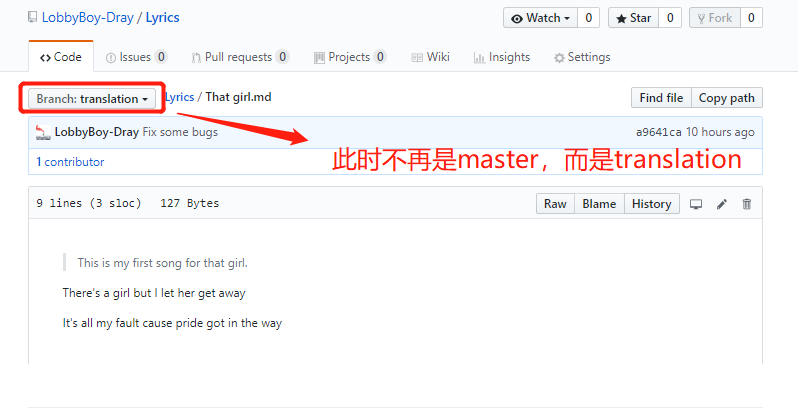 LobbyBoy-Dray / Lyrics
Watch 0 Star 0 Fork 0
Code Issues 0 Pull requests 0 Projects 0 Wiki Insights Settings
Branch: translation Lyrics / That girl.md Find file Copy path
LobbyBoy-Dray Fix some bugs a9641ca 10 hours ago
此时不再是master，而是translation
1 contributor
9 lines (3 sloc) 127 Bytes Raw Blame History
This is my first song for that girl.
There's a girl but I let her get away
It's all my fault cause pride got in the way